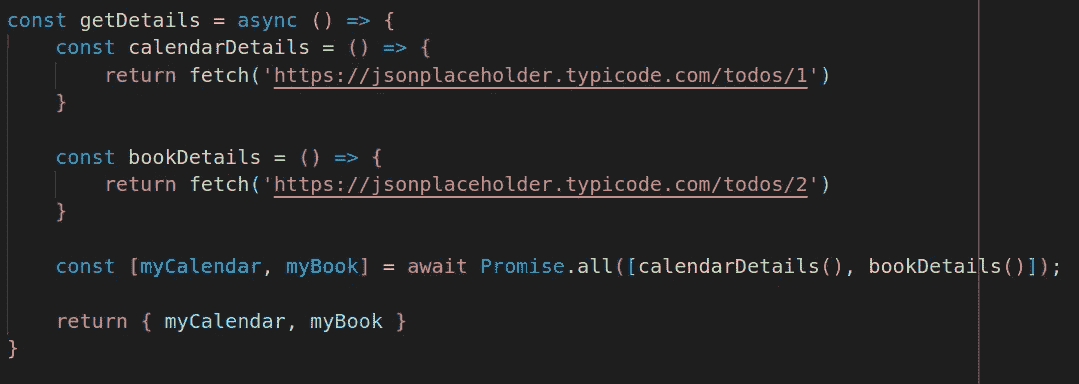 const getDetails = async () => {
    const calendarDetails = () => {
        return fetch('https://jsonplaceholder.typicode.com/todos/1')
    }

    const bookDetails = () => {
        return fetch('https://jsonplaceholder.typicode.com/todos/2')
    }

    const [myCalendar, myBook] = await Promise.all([calendarDetails(), bookDetails()]);

    return { myCalendar, myBook }
}